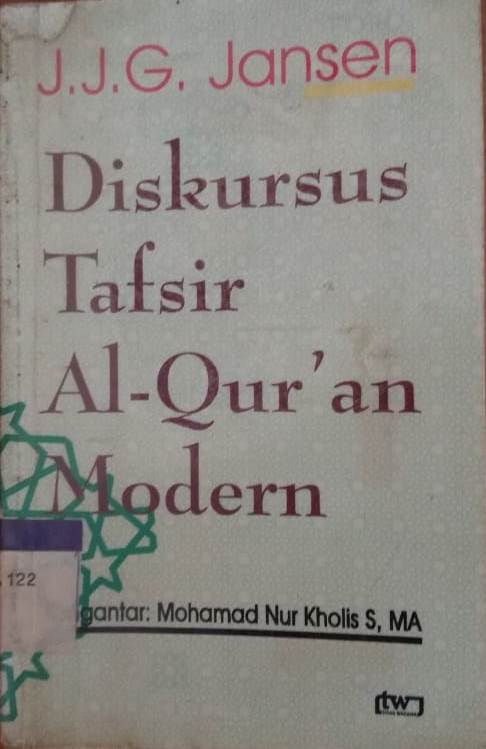 J.J.G. Jansen
Diskursus
Tafsir
Al-Qur'an
Modern
122
gantar: Mohamad Nur Kholis S, MA
tw